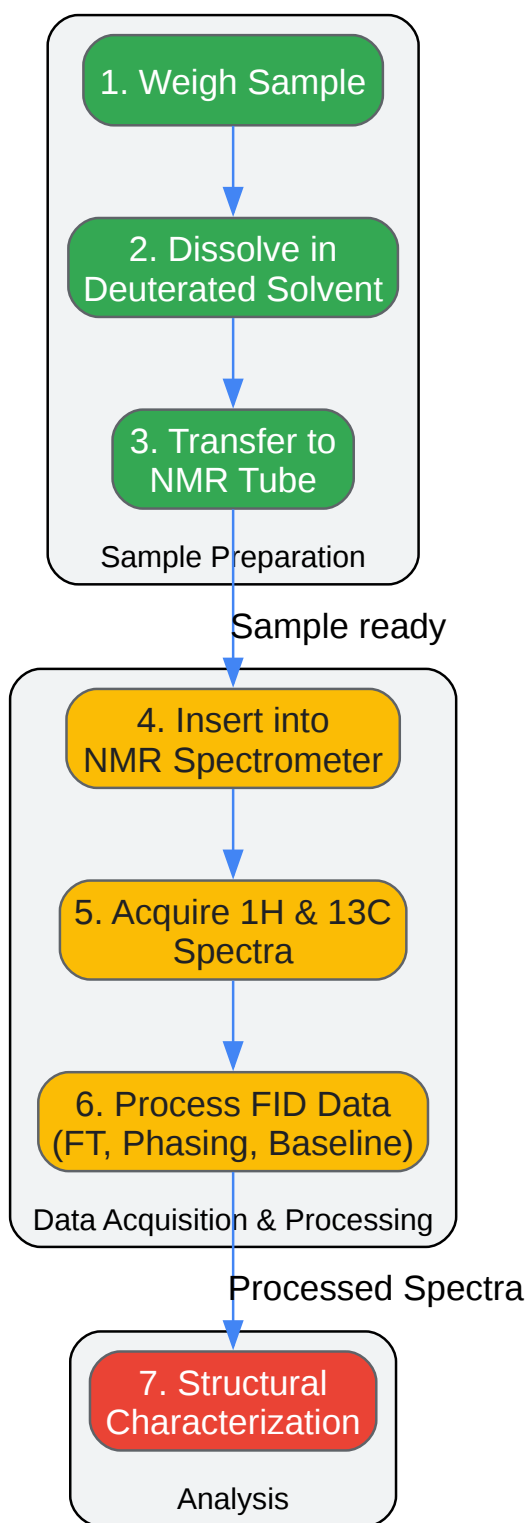 1. Weigh Sample
2. Dissolve in
Deuterated Solvent
3. Transfer to
NMR Tube
Sample Preparation
Sample ready
4. Insert into
NMR Spectrometer
5. Acquire 1H & 13C
Spectra
6. Process FID Data
(FT, Phasing, Baseline)
Data Acquisition & Processing
Processed Spectra
7. Structural
Characterization
Analysis